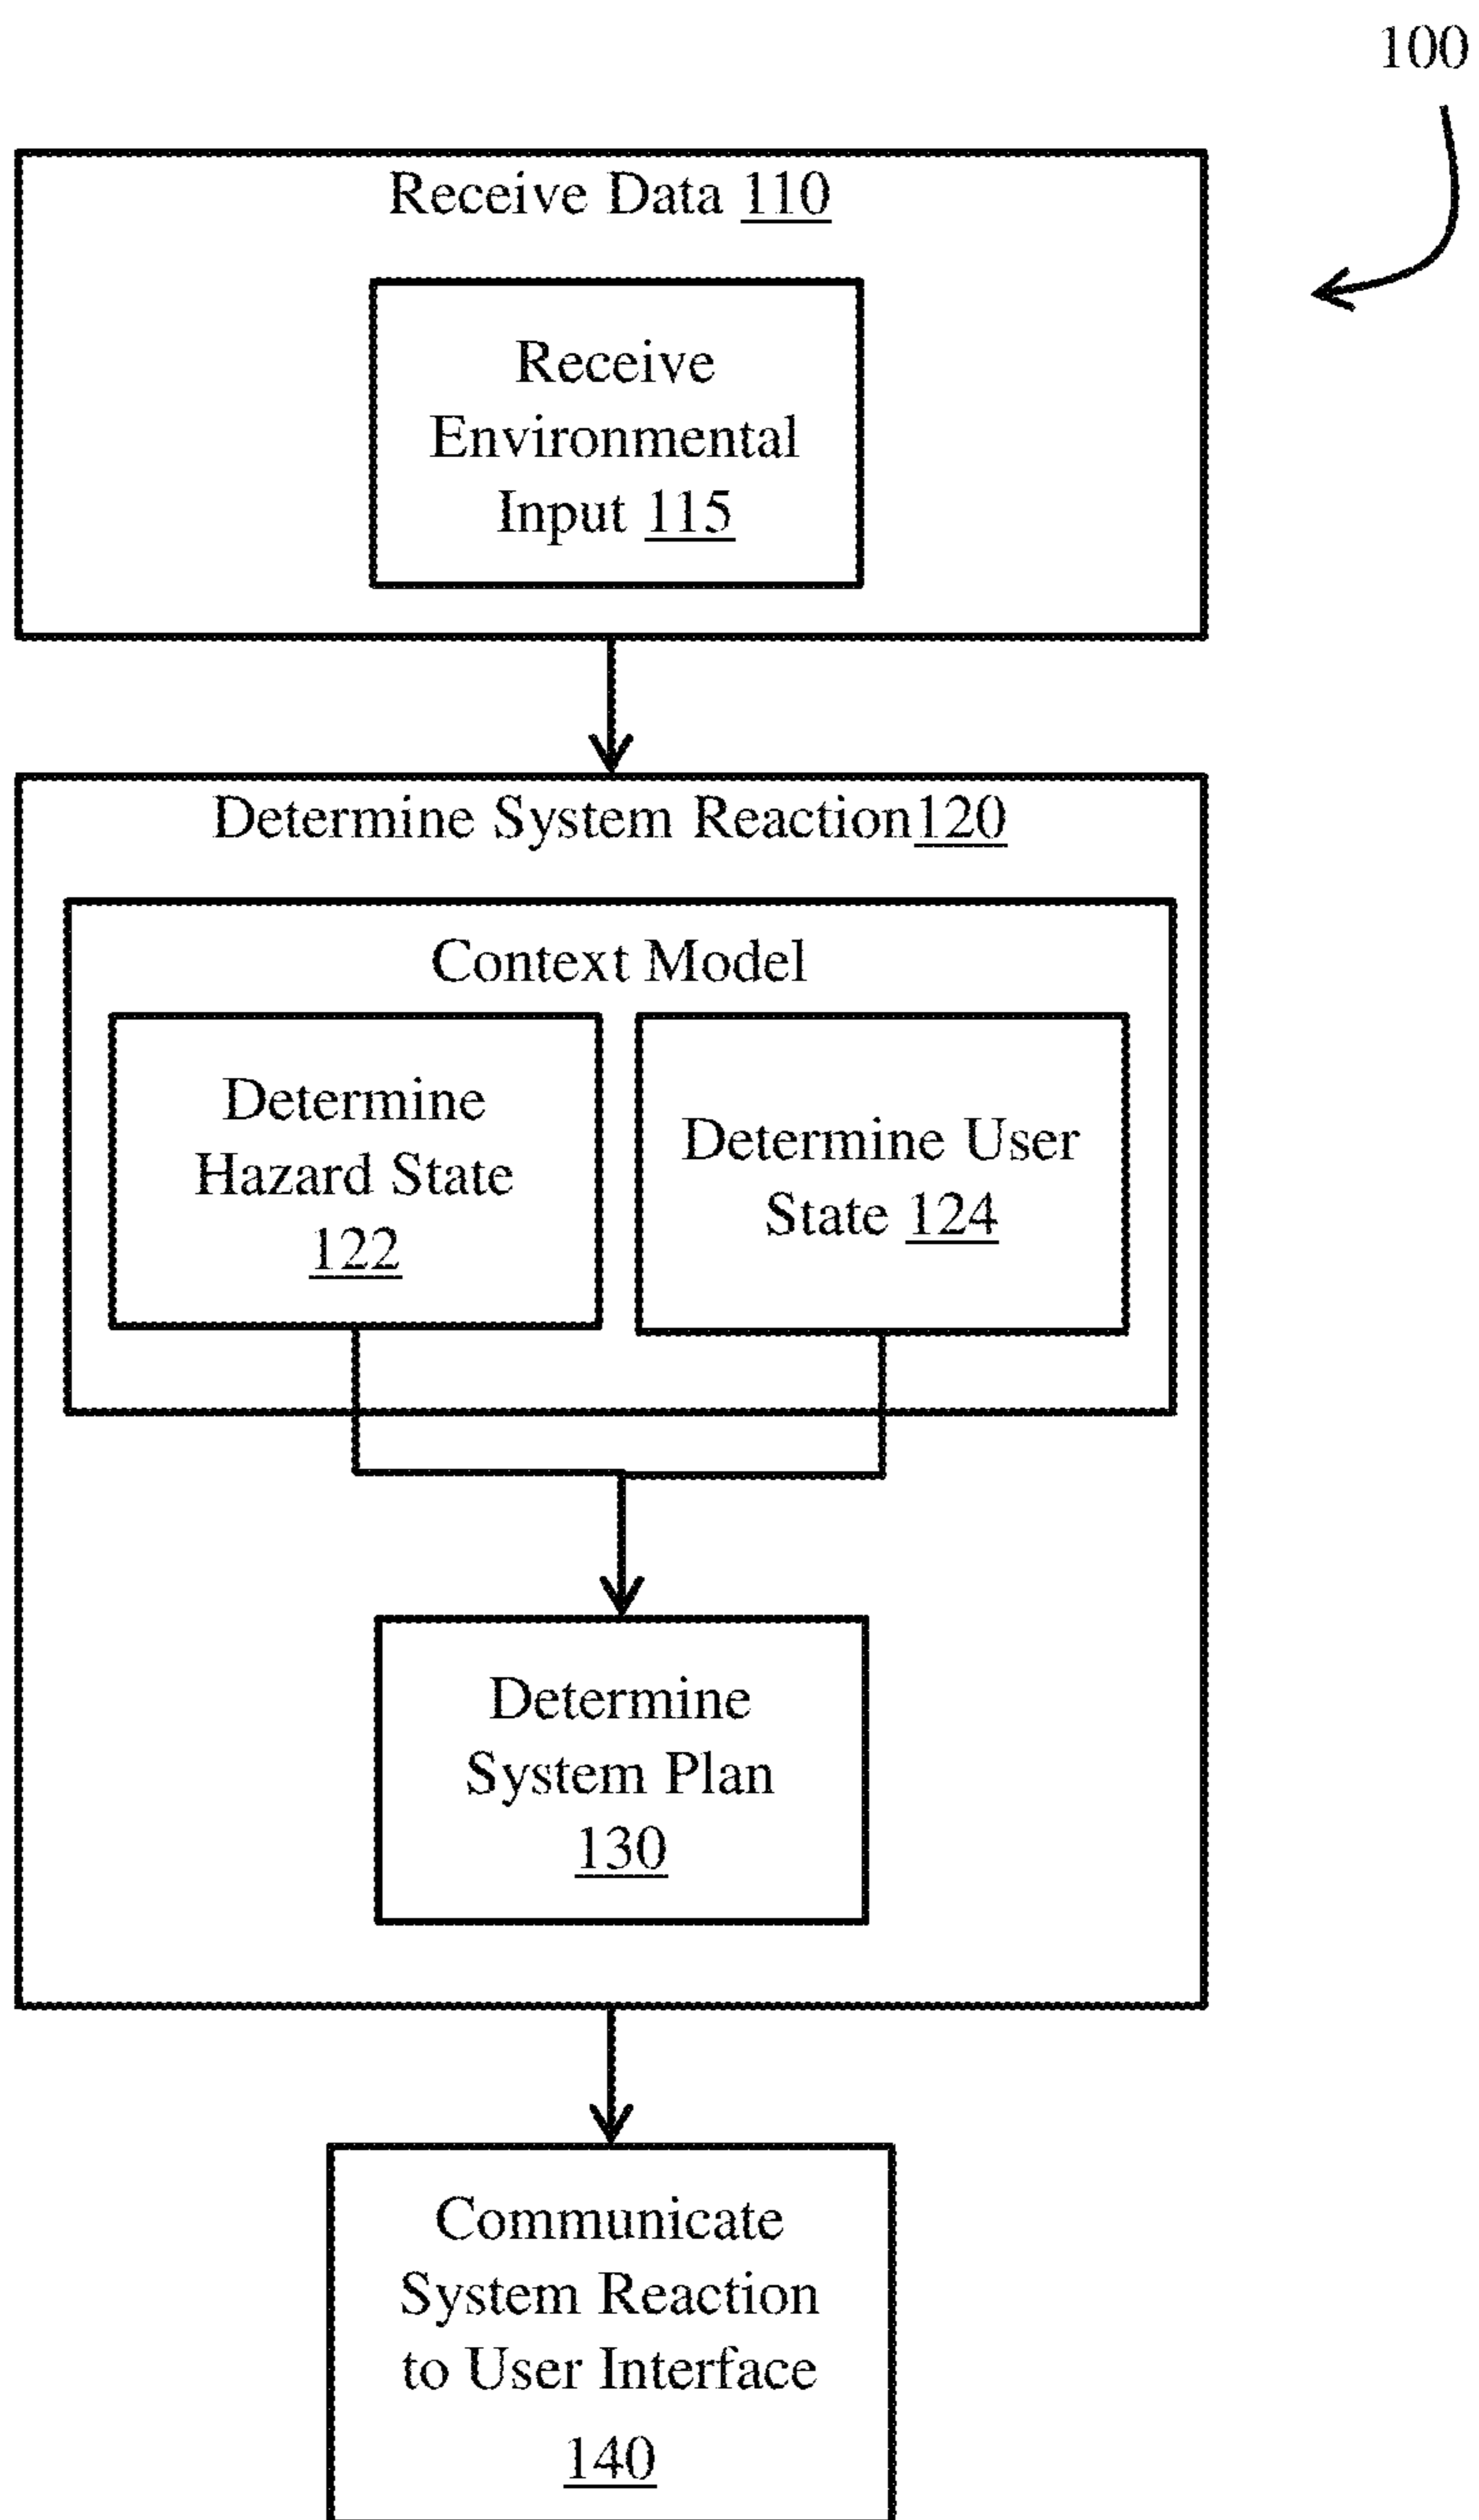 100
Receive Data 110
Receive
Environmental
Input 115
Determine System Reaction120
Context Model
Determine
Hazard State
122
Determine User
State 124
Determine
System Plan
130
Communicate
System Reaction
to User Interface
140